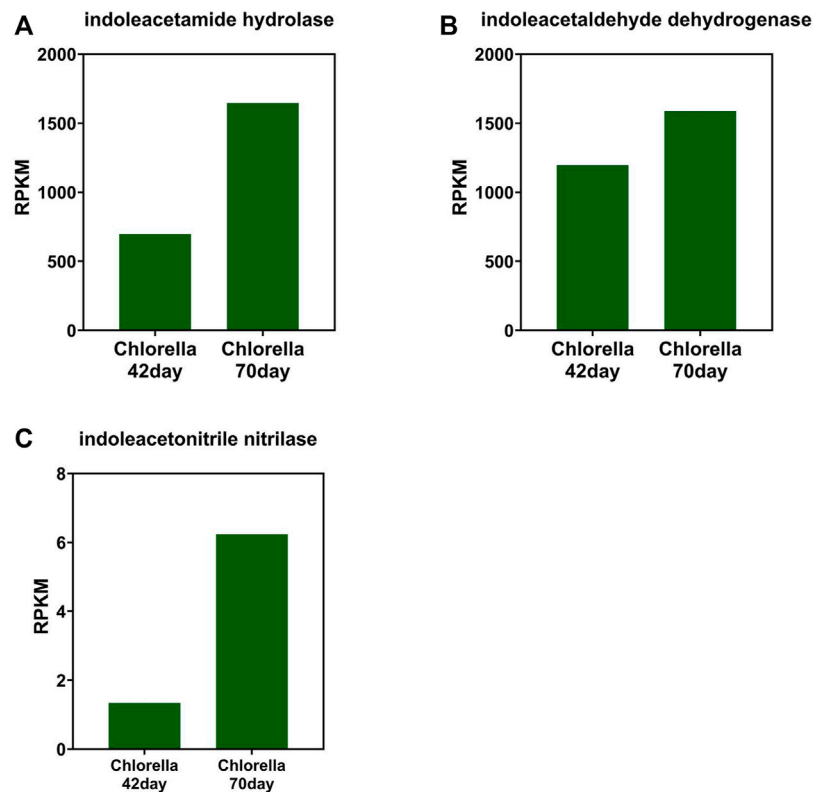 A
indoleacetamide hydrolase
2000
1500
1000
500
0
RPKM
Chlorella
42day
Chlorella
70day
B
indoleacetaldehyde dehydrogenase
2000
1500
1000
500
0
RPKM
Chlorella
42day
Chlorella
70day
C
indoleacetonitrile nitrilase
8
6
4
2
0
RPKM
Chlorella
42day
Chlorella
70day